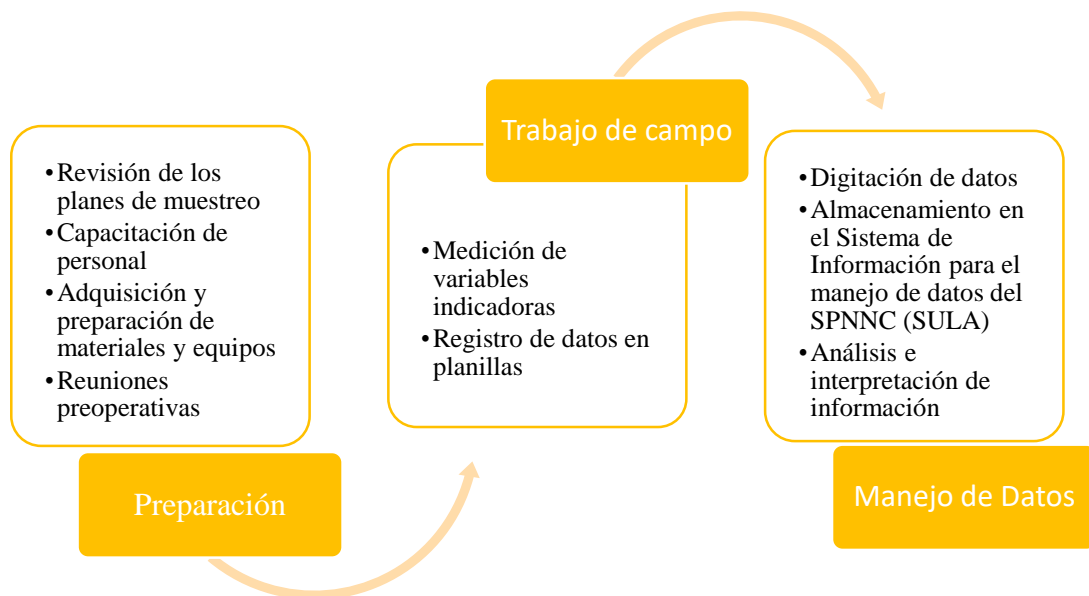 •Revisión de los
planes de muestreo
•Capacitación de
personal
•Adquisición y
preparación de
materiales y equipos
•Reuniones
preoperativas
Preparación
Trabajo de campo
•Medición de
variables
indicadoras
•Registro de datos en
planillas
•Digitación de datos
•Almacenamiento en
el Sistema de
Información para el
manejo de datos del
SPNNC (SULA)
•Análisis e
interpretación de
información
Manejo de Datos